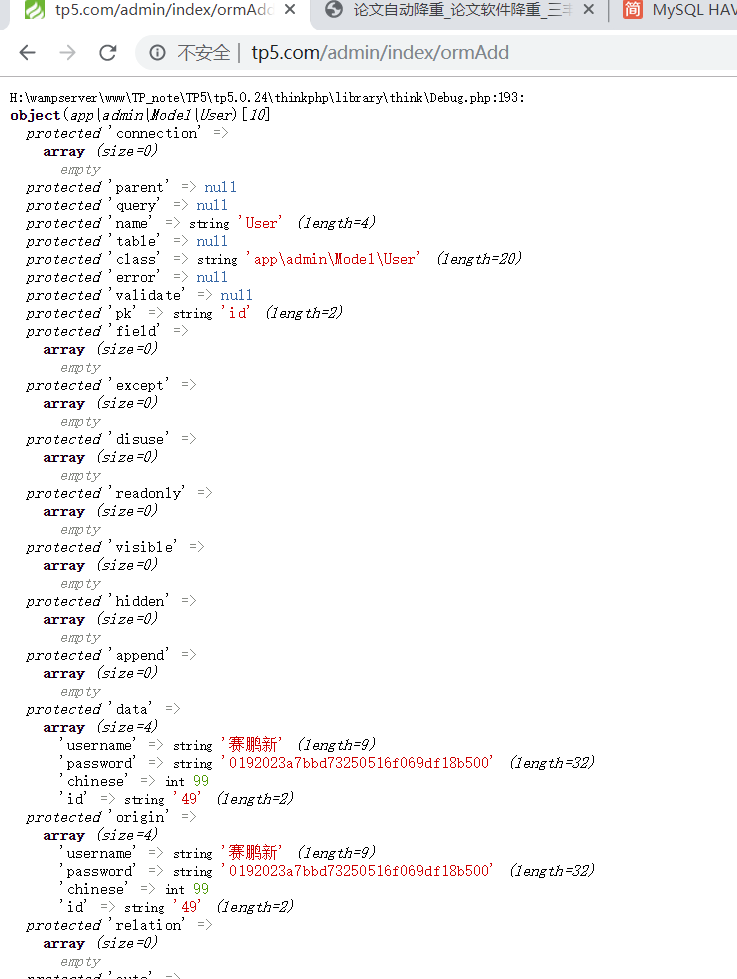 tp5.com/admin/index/ormAdd
论文自动降重_论文软件降重_三丰
简 MySQL HAV
不安全 | tp5.com/admin/index/ormAdd
H:\wampserver\www\TP_note\TP5\tp5.0.24\thinkphp\library\think\Debug.php:193:
object(app\admin\Model\User)[10]
protected 'connection' =>
array (size=0)
empty
protected 'parent' => null
protected 'query' => null
protected 'name' => string 'User' (length=4)
protected 'table' => null
protected 'class' => string 'app\admin\Model\User' (length=20)
protected 'error' => null
protected 'validate' => null
protected 'pk' => string 'id' (length=2)
protected 'field' =>
array (size=0)
empty
protected 'except' =>
array (size=0)
empty
protected 'disuse' =>
array (size=0)
empty
protected 'readonly' =>
array (size=0)
empty
protected 'visible' =>
array (size=0)
empty
protected 'hidden' =>
array (size=0)
empty
protected 'append' =>
array (size=0)
empty
protected 'data' =>
array (size=4)
'username' => string '赛鹏新' (length=9)
'password' => string '0192023a7bbd73250516f069df18b500' (length=32)
'chinese' => int 99
'id' => string '49' (length=2)
protected 'origin' =>
array (size=4)
'username' => string '赛鹏新' (length=9)
'password' => string '0192023a7bbd73250516f069df18b500' (length=32)
'chinese' => int 99
'id' => string '49' (length=2)
protected 'relation' =>
array (size=0)
empty
protected 'auto' =>